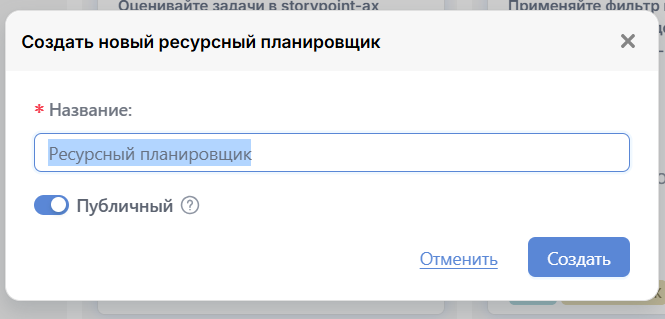 Оценивайте задачи в storypoint-ах
Применяйте фильтр
Создать новый ресурсный планировщик
* Название:
Ресурсный планировщик
Публичный
Отменить
Создать